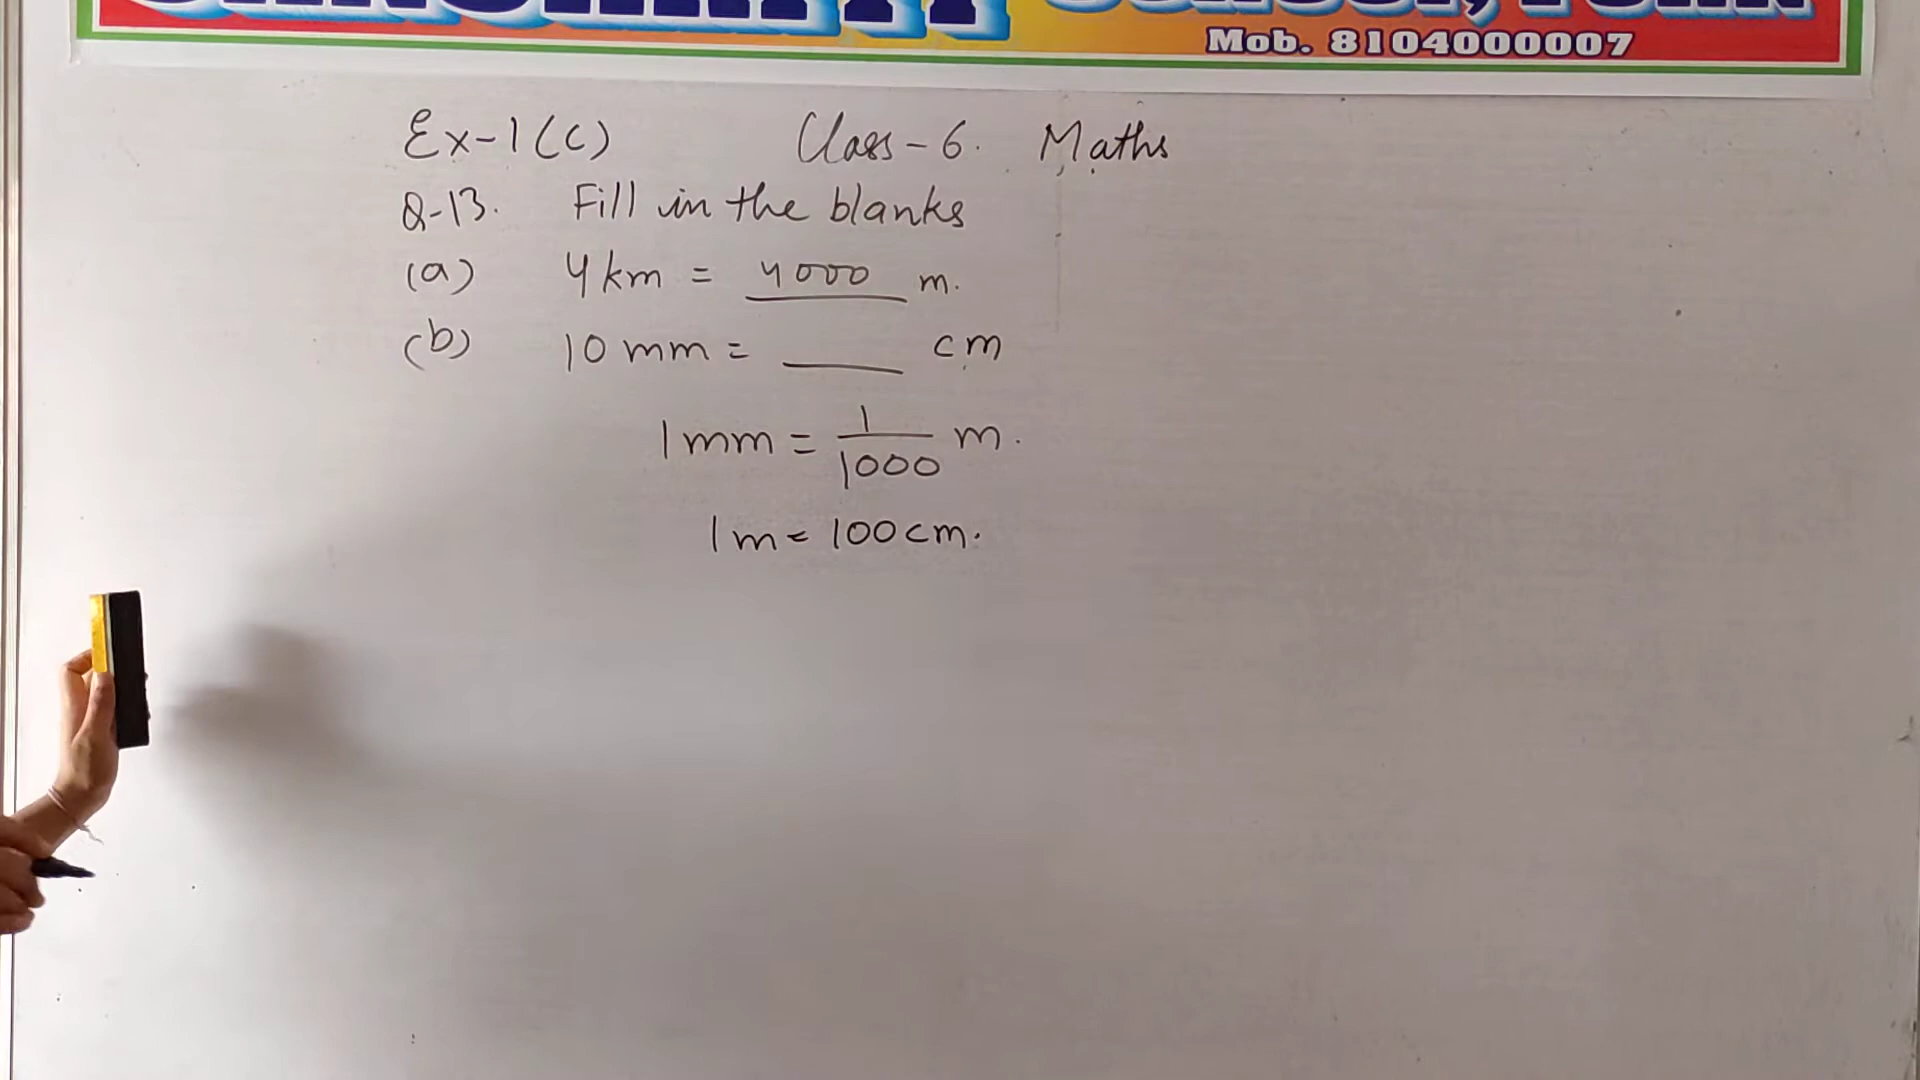 Mob. 8104000007
Ex-1(c) Class-6. Maths
Q-13. Fill in the blanks
(a) 4 km = 4000 m.
(b) 10 mm = ___ cm
1 mm = 1/1000 m.
1 m = 100 cm.